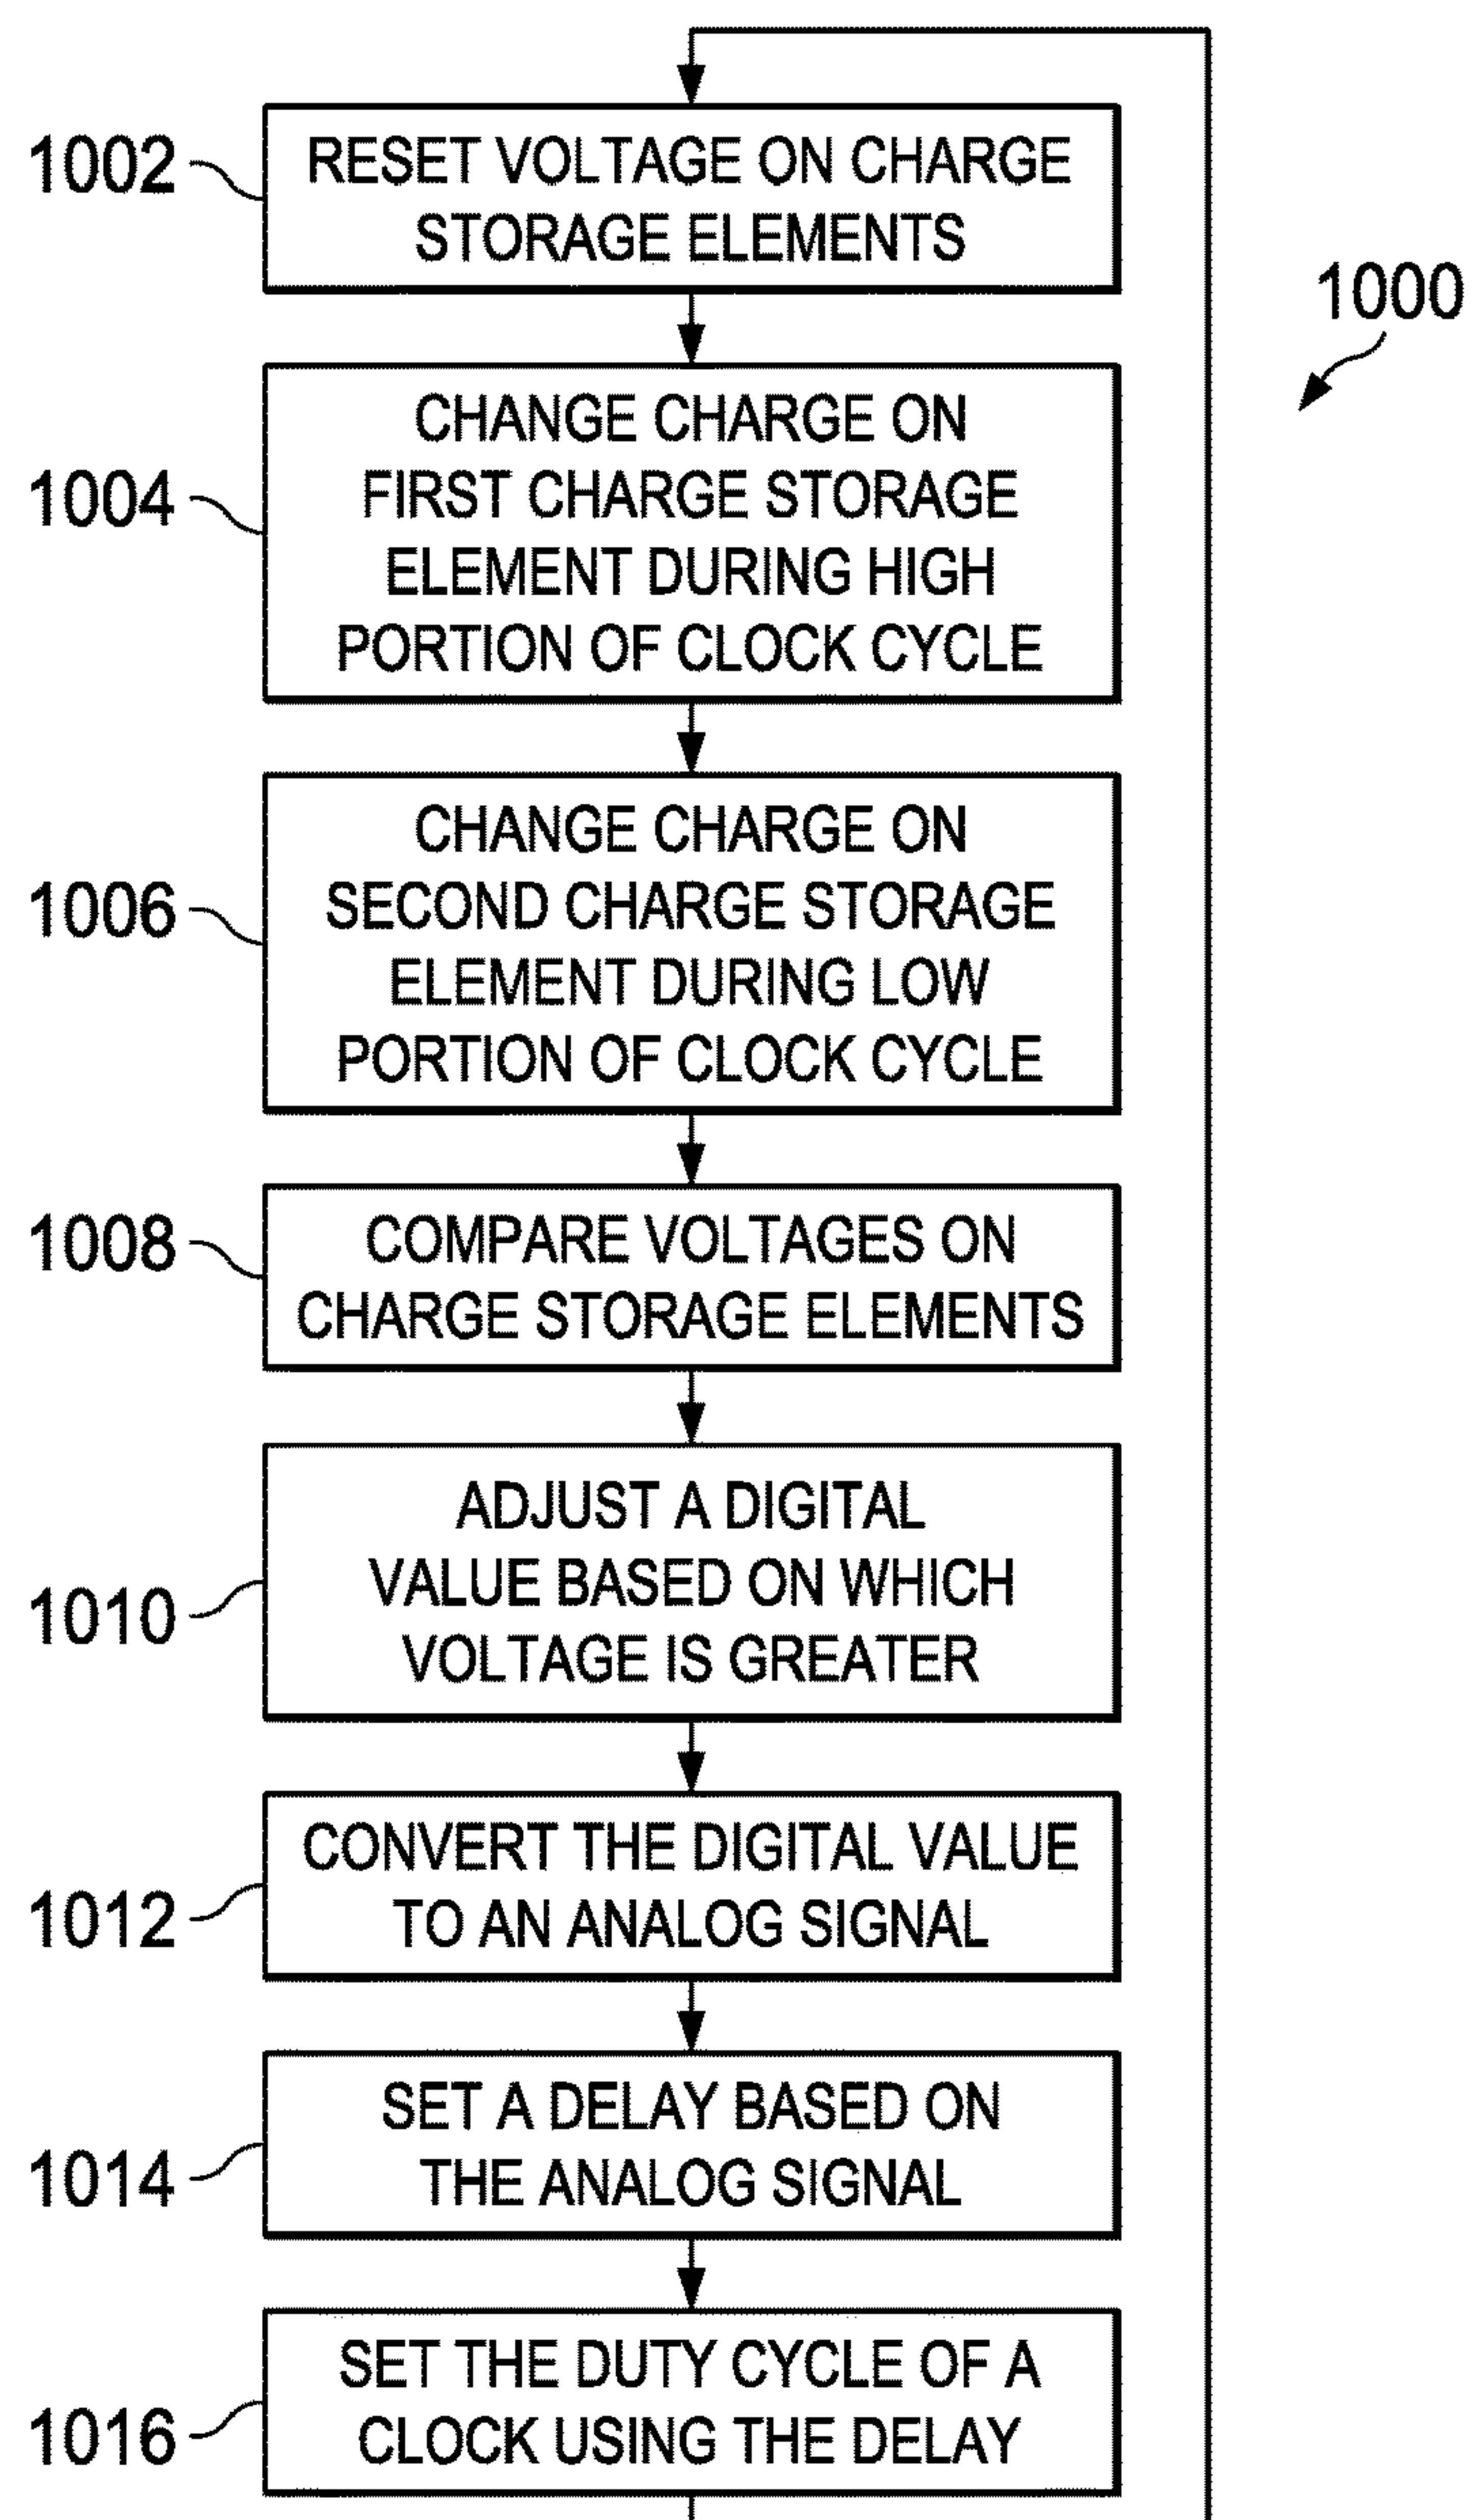 1002
RESET VOLTAGE ON CHARGE
STORAGE ELEMENTS
1000
1004
CHANGE CHARGE ON
FIRST CHARGE STORAGE
ELEMENT DURING HIGH
PORTION OF CLOCK CYCLE
1006
CHANGE CHARGE ON
SECOND CHARGE STORAGE
ELEMENT DURING LOW
PORTION OF CLOCK CYCLE
1008
COMPARE VOLTAGES ON
CHARGE STORAGE ELEMENTS
1010
ADJUST A DIGITAL
VALUE BASED ON WHICH
VOLTAGE IS GREATER
1012
CONVERT THE DIGITAL VALUE
TO AN ANALOG SIGNAL
1014
SET A DELAY BASED ON
THE ANALOG SIGNAL
1016
SET THE DUTY CYCLE OF A
CLOCK USING THE DELAY